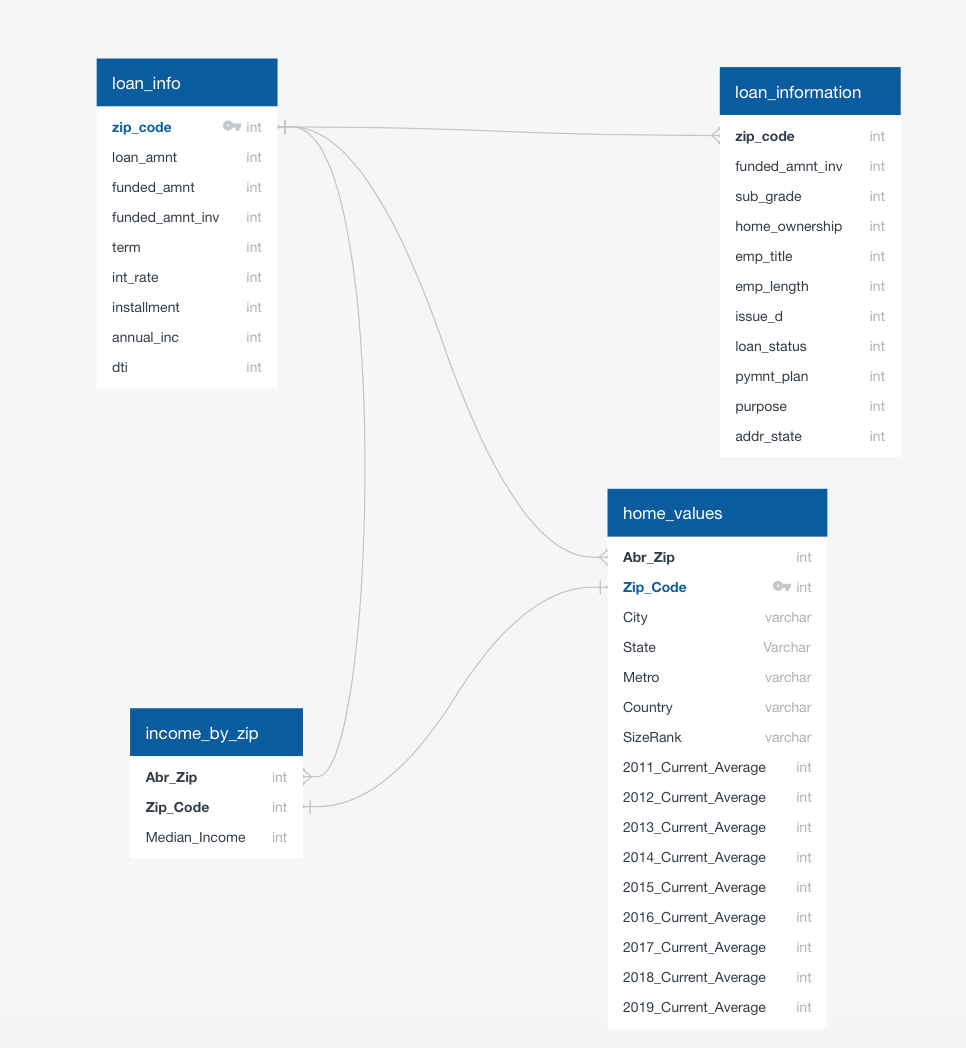 loan_info
zip_code int
loan_amnt int
funded_amnt int
funded_amnt_inv int
term int
int_rate int
installment int
annual_inc int
dti int
loan_information
zip_code int
funded_amnt_inv int
sub_grade int
home_ownership int
emp_title int
emp_length int
issue_d int
loan_status int
pymnt_plan int
purpose int
addr_state int
home_values
Abr_Zip int
Zip_Code int
City varchar
State Varchar
Metro varchar
Country varchar
SizeRank varchar
2011_Current_Average int
2012_Current_Average int
2013_Current_Average int
2014_Current_Average int
2015_Current_Average int
2016_Current_Average int
2017_Current_Average int
2018_Current_Average int
2019_Current_Average int
income_by_zip
Abr_Zip int
Zip_Code int
Median_Income int